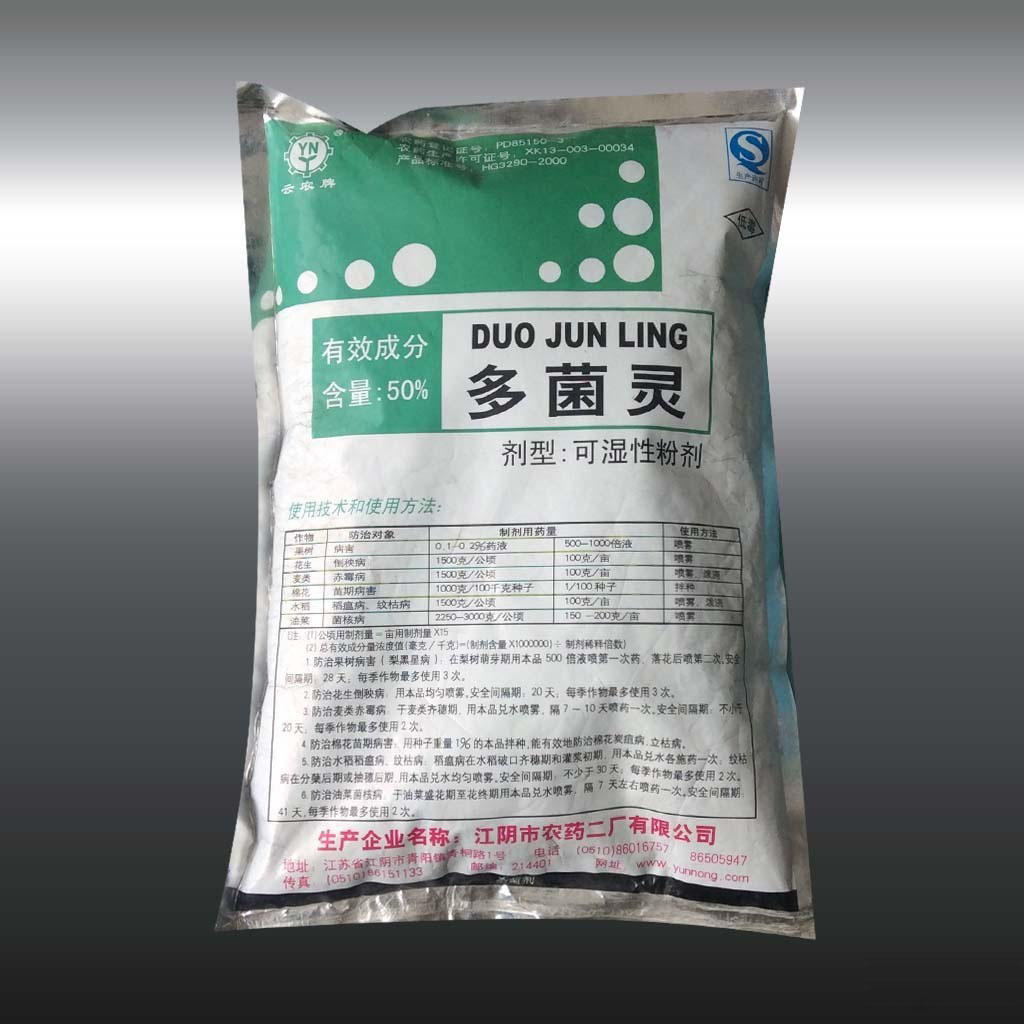 YN
云农牌
农药登记证号: PD85150-3
农药生产许可证号: XK13-003-00034
产品标准号: HG3290-2000
S
生产许可
低毒
有效成分
含量:50%
DUO JUN LING
多菌灵
剂型:可湿性粉剂
使用技术和使用方法:
作物 防治对象 制剂用药量 使用方法
果树 病害 0.1-0.2%药液 500-1000倍液 喷雾
花生 倒秧病 1500克/公顷 100克/亩 喷雾
麦类 赤霉病 1500克/公顷 100克/亩 喷雾、泼浇
棉花 苗期病害 1000克/100千克种子 1/100 种子 拌种
水稻 稻瘟病、纹枯病 1500克/公顷 100克/亩 喷雾、泼浇
油菜 菌核病 2250-3000克/公顷 150-200克/亩 喷雾
注: (1)公顷用制剂量=亩用制剂量X15
(2)总有效成分量浓度值(毫克/千克)=(制剂含量X1000000)÷制剂稀释倍数)
1.防治果树病害(梨黑星病): 在梨树萌芽期用本品500倍液喷第一次药, 落花后喷第二次。安全
间隔期: 28天; 每季作物最多使用3次。
2.防治花生倒秧病: 用本品均匀喷雾。安全间隔期: 20天; 每季作物最多使用3次。
3.防治麦类赤霉病: 于麦类齐穗期, 用本品兑水喷雾, 隔7-10天喷药一次。安全间隔期: 不小于
20天; 每季作物最多使用2次。
4.防治棉花苗期病害: 用种子重量1%的本品拌种, 能有效地防治棉花炭疽病, 立枯病。
5.防治水稻稻瘟病、纹枯病: 稻瘟病在水稻破口齐穗期和灌浆初期, 用本品兑水各施药一次; 纹枯
病在分蘖后期或抽穗后期, 用本品兑水均匀喷雾。安全间隔期: 不少于30天; 每季作物最多使用2次。
6.防治油菜菌核病: 于油菜盛花期至花终期用本品兑水喷雾, 隔7天左右喷药一次。安全间隔期:
41天, 每季作物最多使用2次。
生产企业名称: 江阴市农药二厂有限公司
地址: 江苏省江阴市青阳镇青桐路1号 电话 (0510)86016757 86505947
传真 (0510)86151133 邮编: 214401 网址: www.yunnong.com
杀菌剂